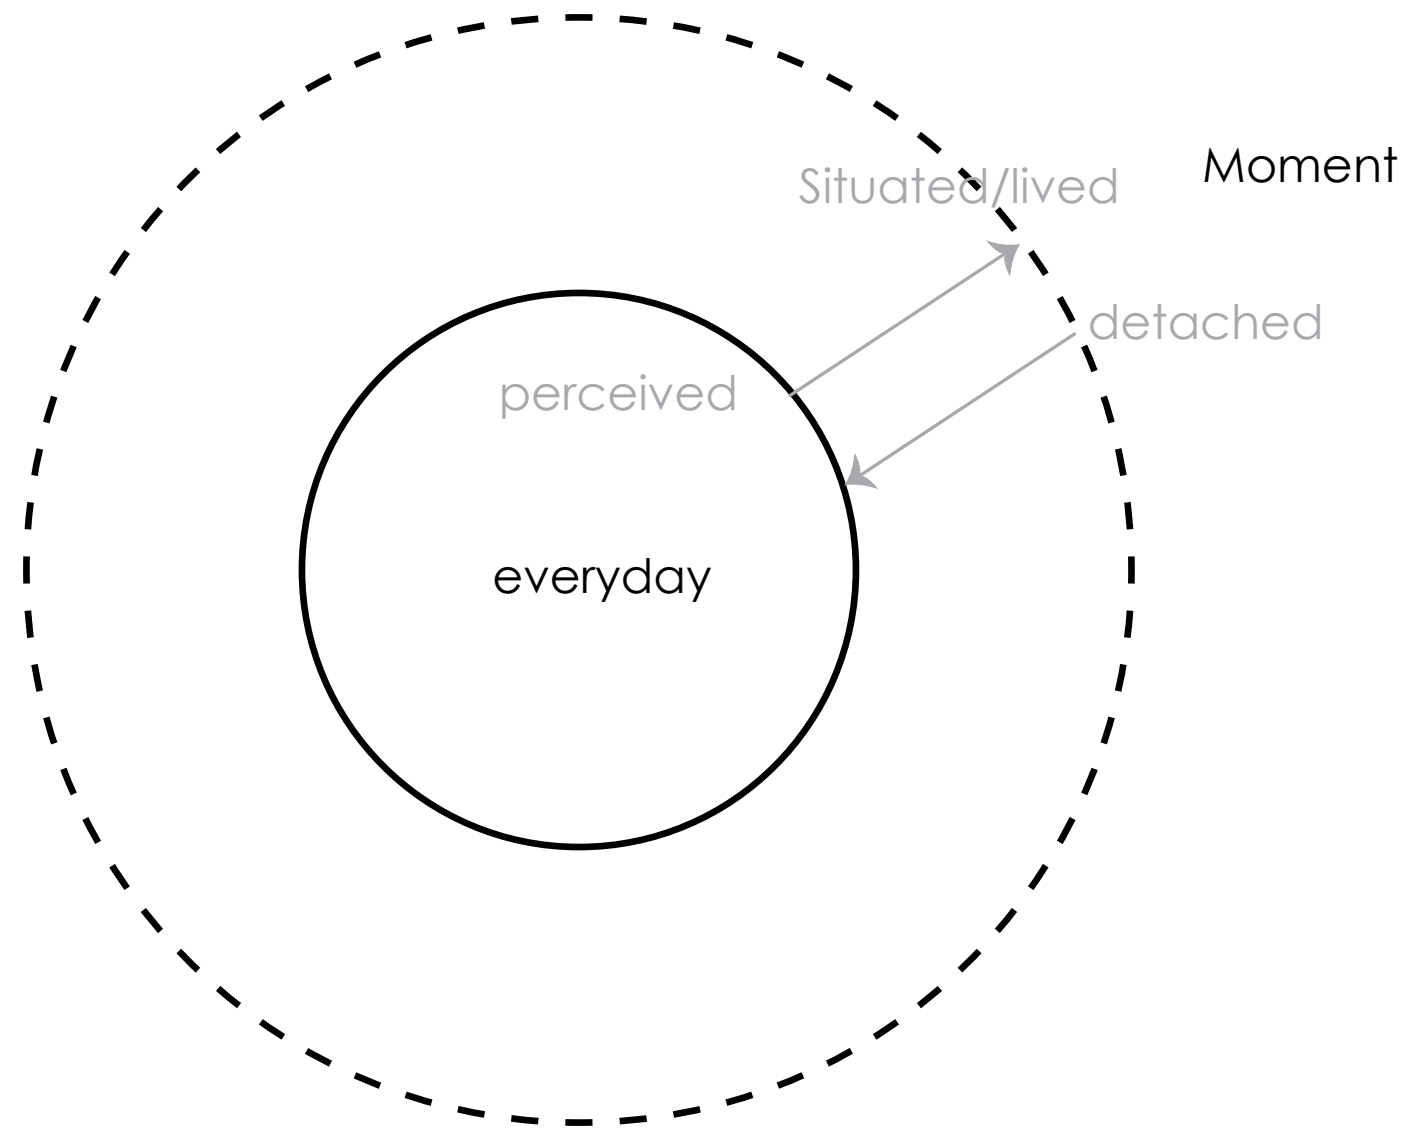 Moment
Situated/lived
detached
perceived
everyday